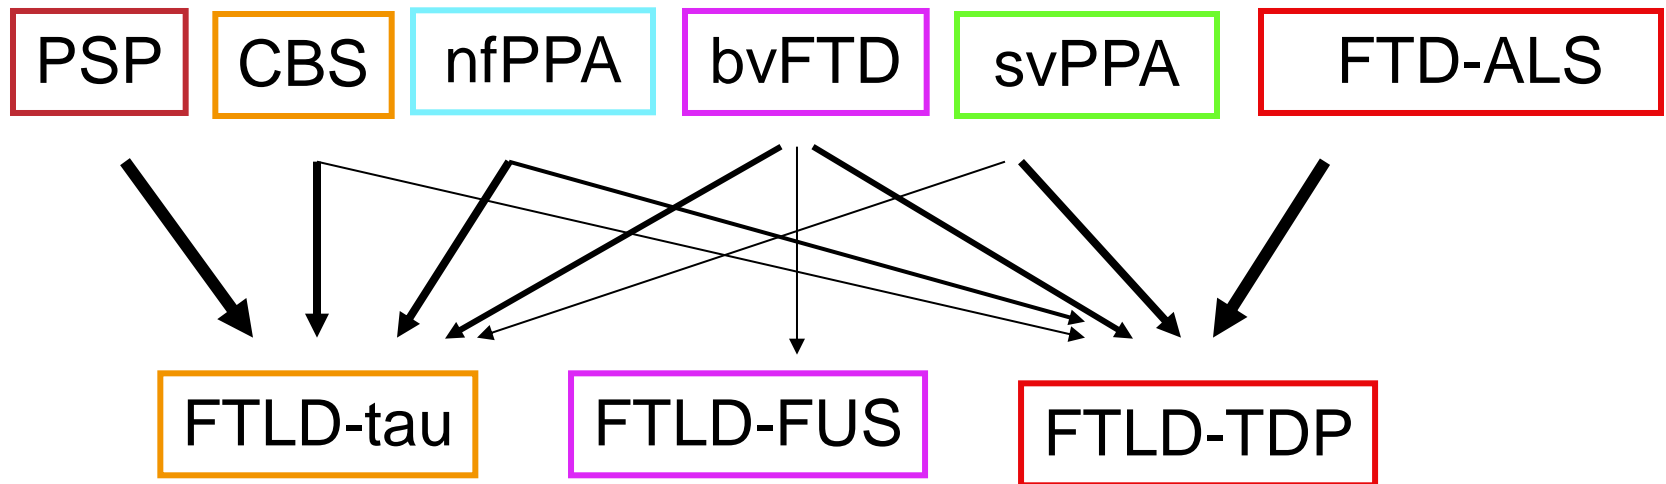 PSP
CBS
nfPPA
bvFTD
svPPA
FTD-ALS
FTLD-tau
FTLD-FUS
FTLD-TDP